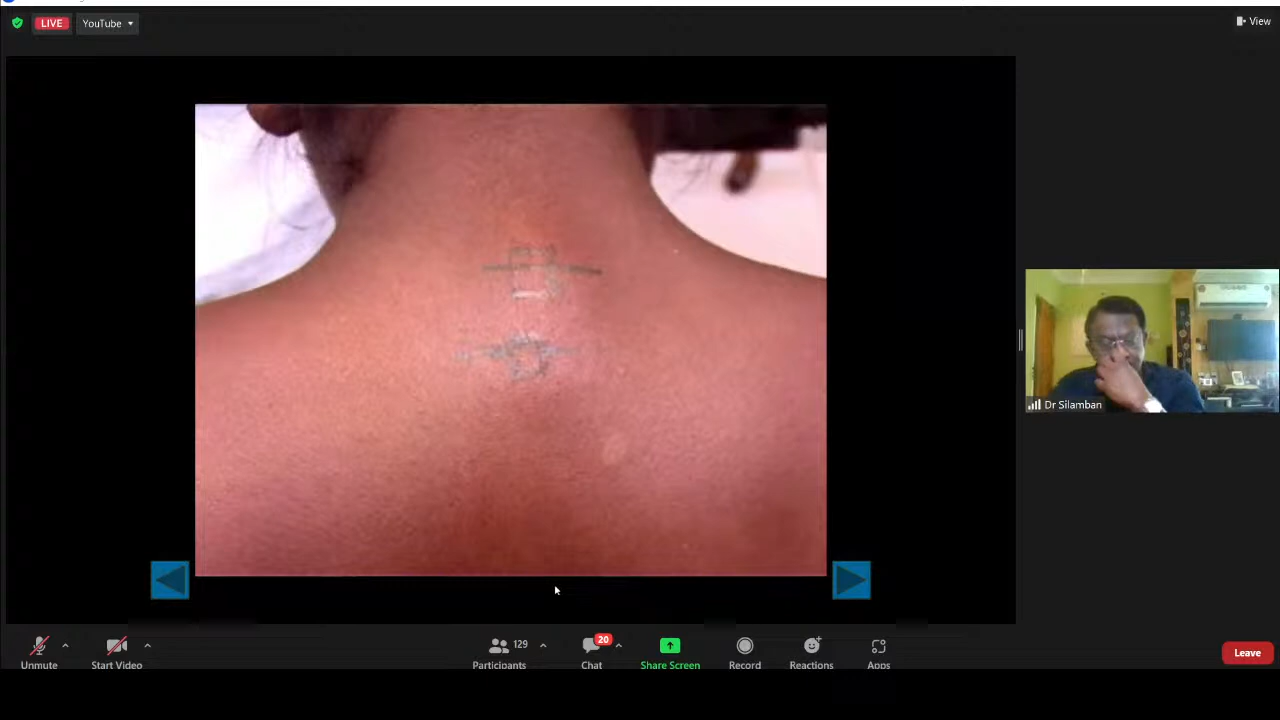 LIVE
YouTube
View
Dr Silamban
Unmute
Start Video
129
Participants
20
Chat
Share Screen
Record
Reactions
Apps
Leave